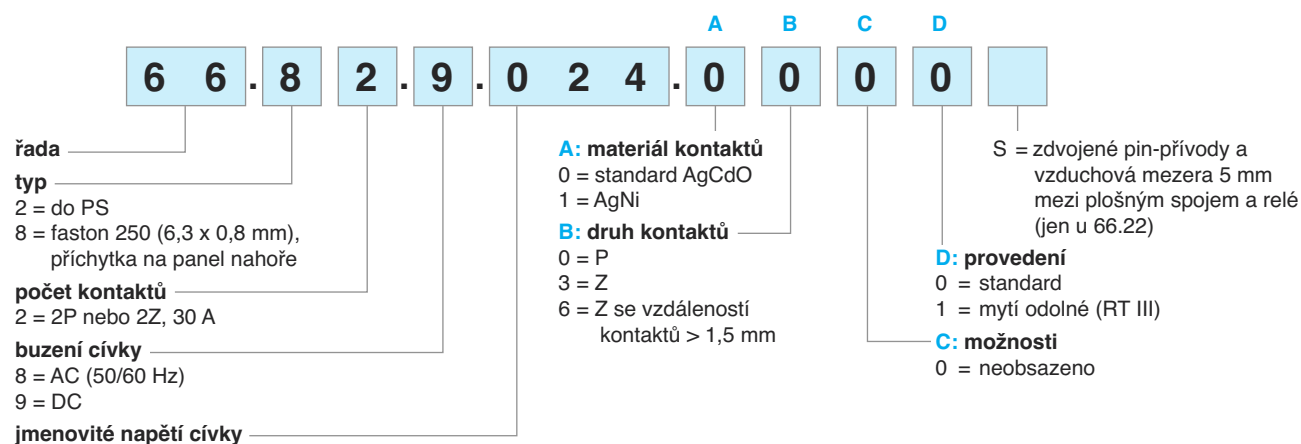 A B C D
6 6 . 8 2 . 9 . 0 2 4 . 0 0 0 0
řada
typ
2 = do PS
8 = faston 250 (6,3 x 0,8 mm),
příchytka na panel nahoře
počet kontaktů
2 = 2P nebo 2Z, 30 A
buzení cívky
8 = AC (50/60 Hz)
9 = DC
jmenovité napětí cívky
A: materiál kontaktů
0 = standard AgCdO
1 = AgNi
B: druh kontaktů
0 = P
3 = Z
6 = Z se vzdáleností
kontaktů > 1,5 mm
S = zdvojené pin-přívody a
vzduchová mezera 5 mm
mezi plošným spojem a relé
(jen u 66.22)
D: provedení
0 = standard
1 = mytí odolné (RT III)
C: možnosti
0 = neobsazeno